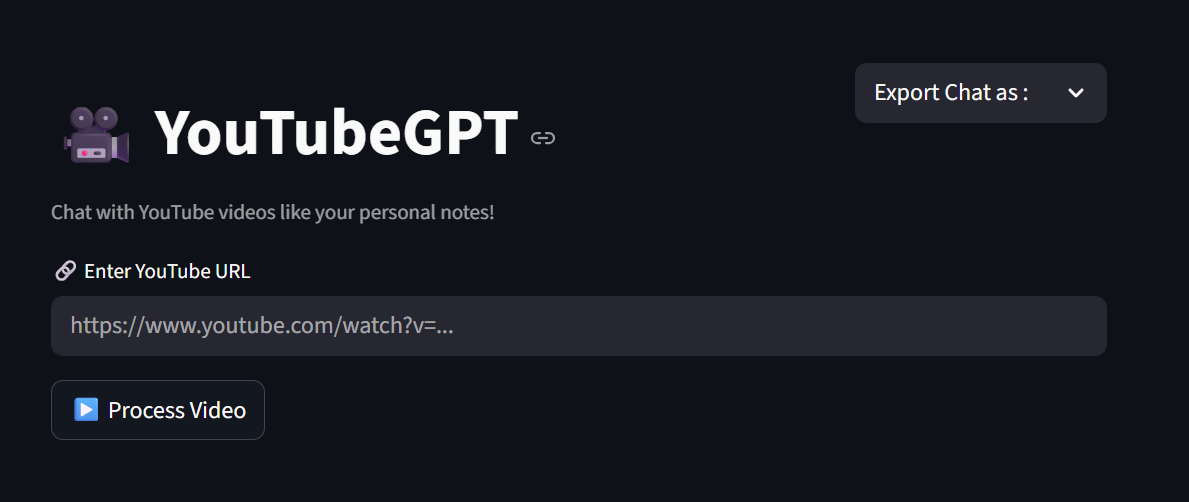 Export Chat as :
YouTubeGPT
Chat with YouTube videos like your personal notes!
Enter YouTube URL
https://www.youtube.com/watch?v=...
Process Video